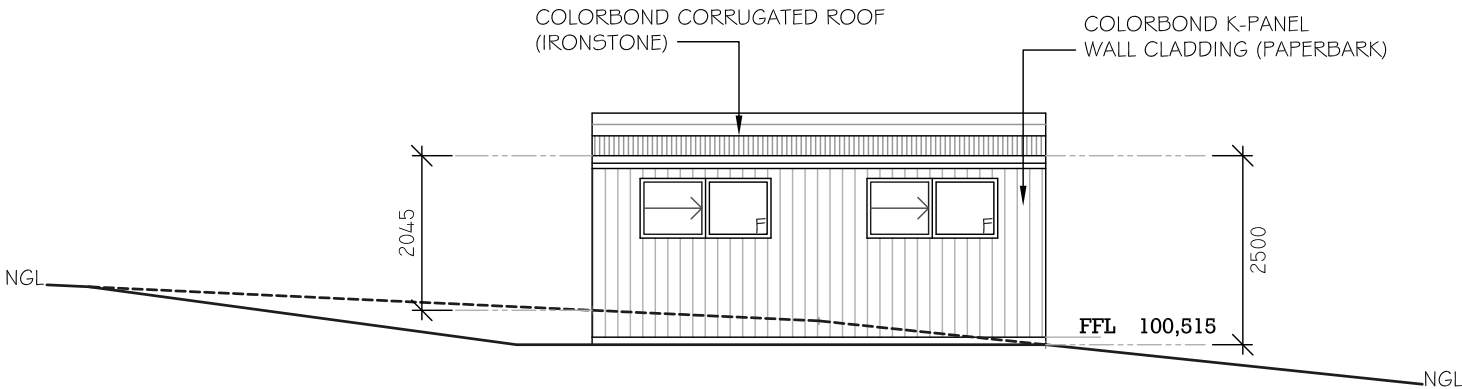 COLORBOND CORRUGATED ROOF
(IRONSTONE)
COLORBOND K-PANEL
WALL CLADDING (PAPERBARK)
2045
2500
F
F
NGL
FFL 100,515
NGL